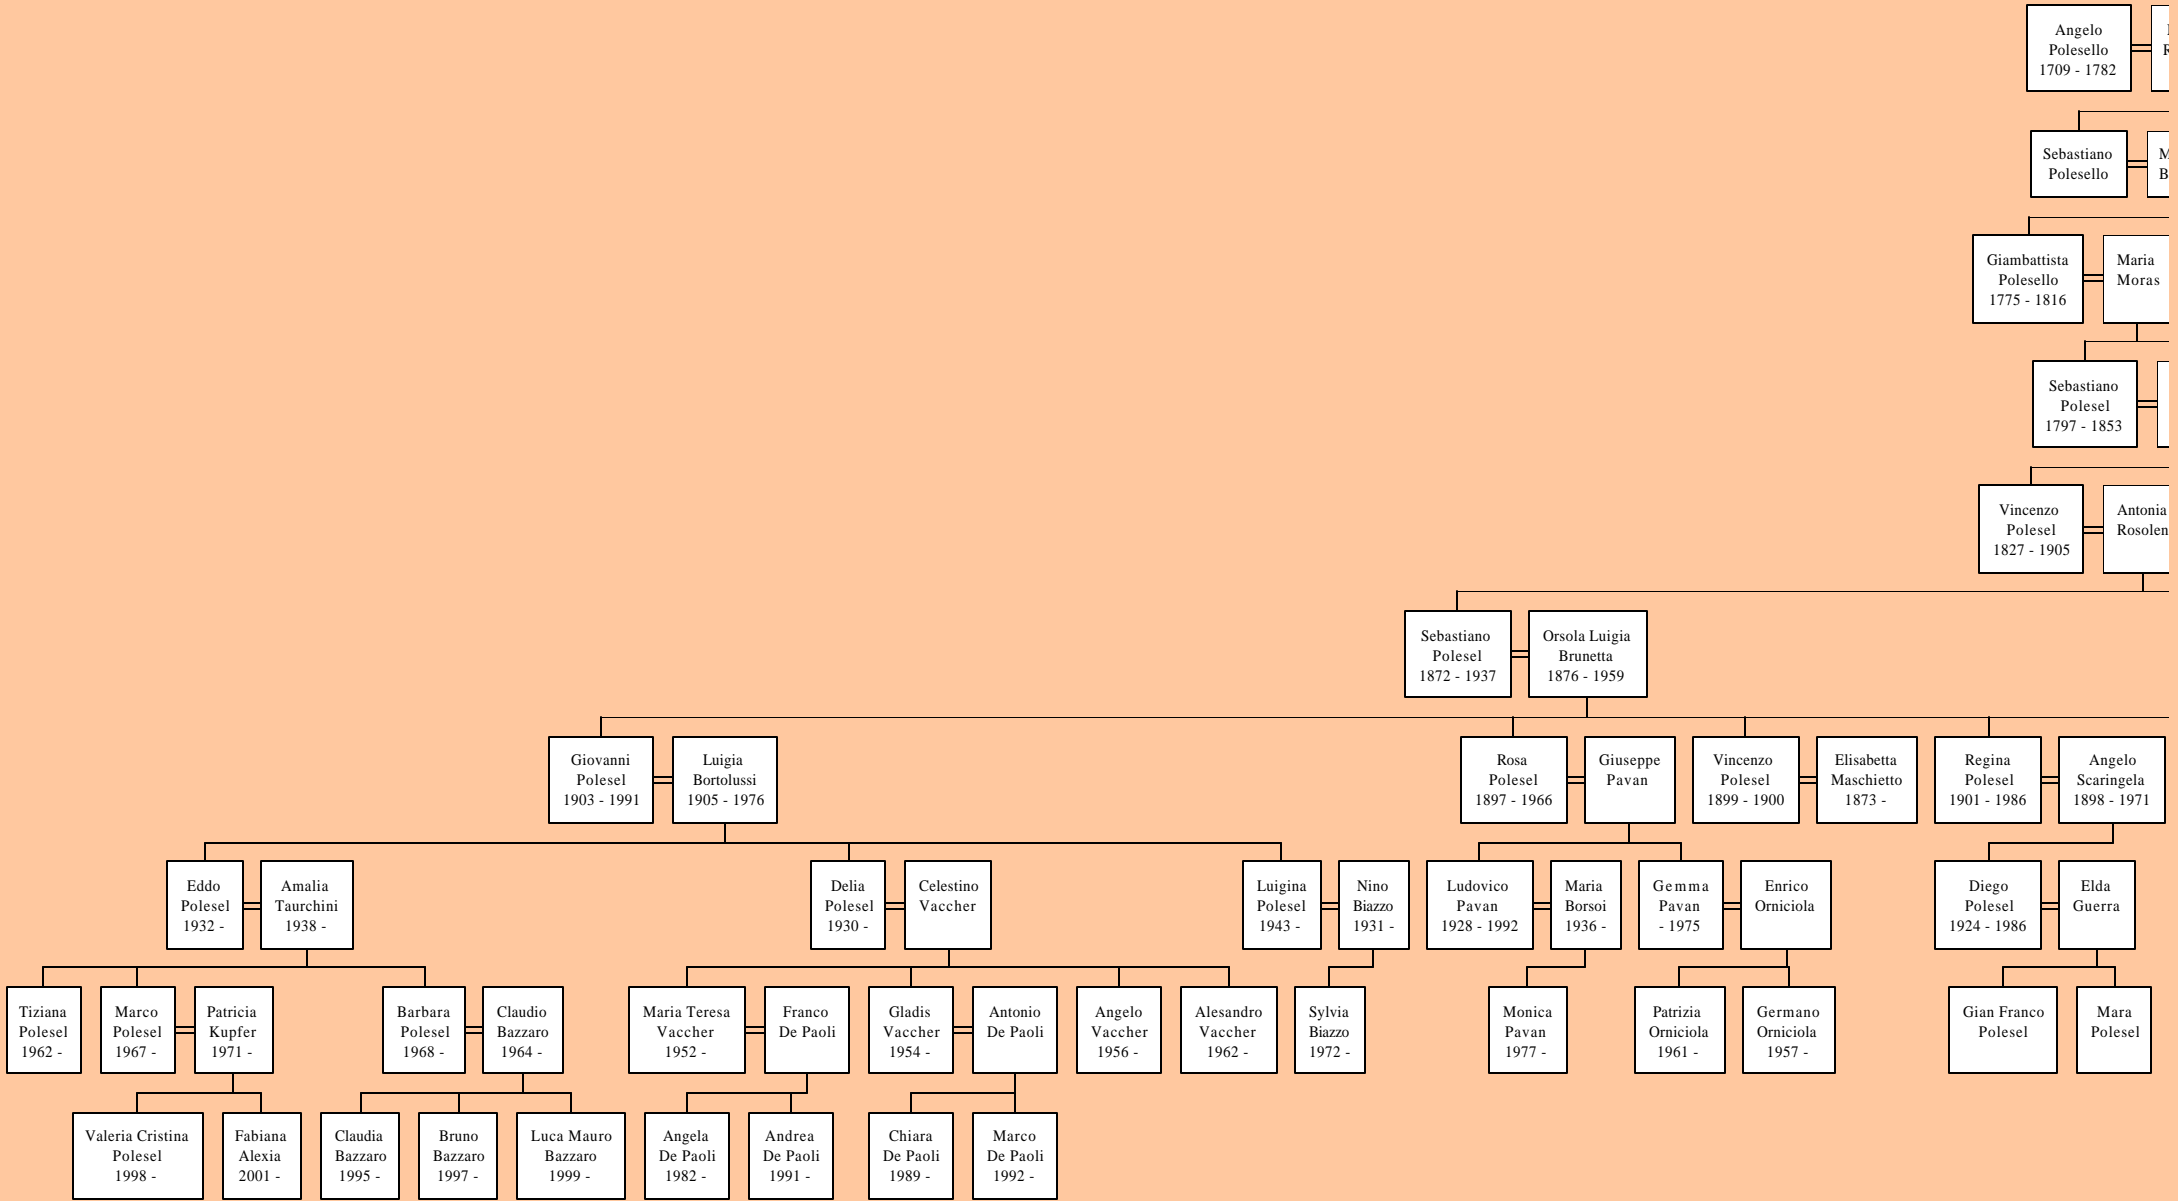 Angelo
Polesello
1709 - 1782
Sebastiano
Polesello
Giambattista
Polesello
1775 - 1816
Maria
Moras
Sebastiano
Polesel
1797 - 1853
Vincenzo
Polesel
1827 - 1905
Antonia
Rosolen
Sebastiano
Polesel
1872 - 1937
Orsola Luigia
Brunetta
1876 - 1959
Giovanni
Polesel
1903 - 1991
Luigia
Bortolussi
1905 - 1976
Rosa
Polesel
1897 - 1966
Giuseppe
Pavan
Vincenzo
Polesel
1899 - 1900
Elisabetta
Maschietto
1873 -
Regina
Polesel
1901 - 1986
Angelo
Scaringela
1898 - 1971
Eddo
Polesel
1932 -
Amalia
Taurchini
1938 -
Delia
Polesel
1930 -
Celestino
Vaccher
Luigina
Polesel
1943 -
Nino
Biazzo
1931 -
Ludovico
Pavan
1928 - 1992
Maria
Borsoi
1936 -
Gemma
Pavan
- 1975
Enrico
Orniciola
Diego
Polesel
1924 - 1986
Elda
Guerra
Tiziana
Polesel
1962 -
Marco
Polesel
1967 -
Patricia
Kupfer
1971 -
Barbara
Polesel
1968 -
Claudio
Bazzaro
1964 -
Maria Teresa
Vaccher
1952 -
Franco
De Paoli
Gladis
Vaccher
1954 -
Antonio
De Paoli
Angelo
Vaccher
1956 -
Alesandro
Vaccher
1962 -
Sylvia
Biazzo
1972 -
Monica
Pavan
1977 -
Patrizia
Orniciola
1961 -
Germano
Orniciola
1957 -
Gian Franco
Polesel
Mara
Polesel
Valeria Cristina
Polesel
1998 -
Fabiana
Alexia
2001 -
Claudia
Bazzaro
1995 -
Bruno
Bazzaro
1997 -
Luca Mauro
Bazzaro
1999 -
Angela
De Paoli
1982 -
Andrea
De Paoli
1991 -
Chiara
De Paoli
1989 -
Marco
De Paoli
1992 -